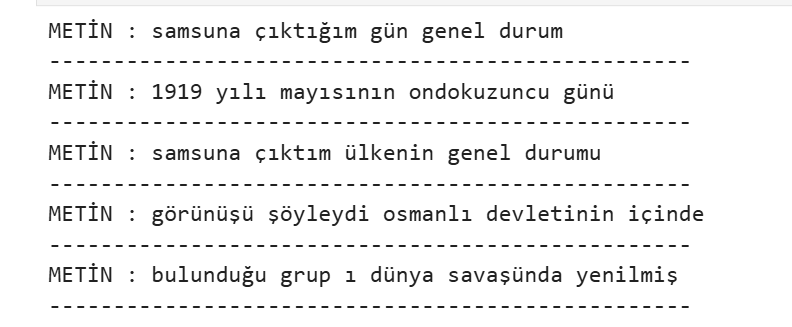 METİN : samsuna çıktığım gün genel durum
--------------------------------------------------
METİN : 1919 yılı mayısının ondokuzuncu günü
--------------------------------------------------
METİN : samsuna çıktım ülkenin genel durumu
--------------------------------------------------
METİN : görünüşü şöyleydi osmanlı devletinin içinde
--------------------------------------------------
METİN : bulunduğu grup ı dünya savaşünda yenilmiş
--------------------------------------------------